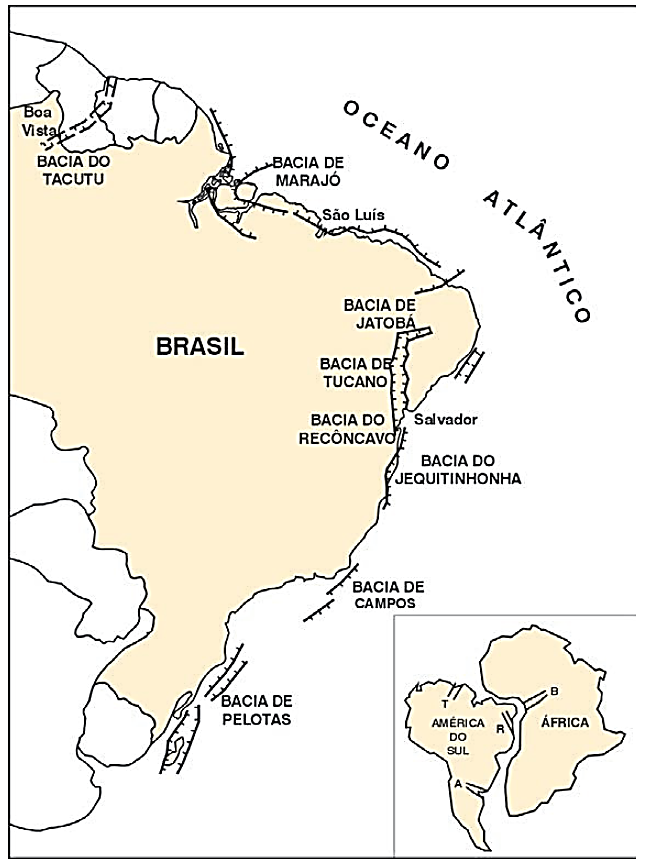 OCEANO ATLÂNTICO
Boa
Vista
BACIA DO
TACUTU
BACIA DE
MARAJÓ
São Luís
BACIA DE
JATOBÁ
BRASIL
BACIA DE
TUCANO
BACIA DO
RECÔNCAVO
Salvador
BACIA DO
JEQUITINHONHA
BACIA DE
CAMPOS
BACIA DE
PELOTAS
T
B
R
AMÉRICA
DO
SUL
ÁFRICA
A